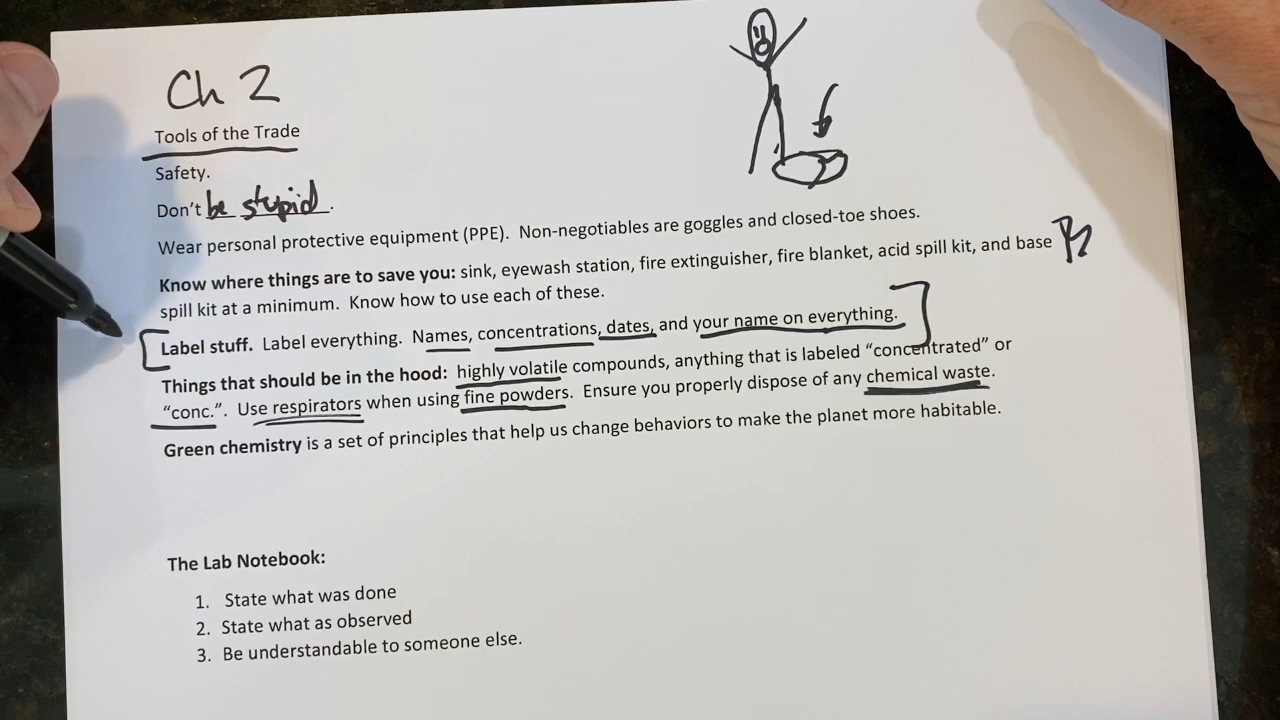 Ch 2
Tools of the Trade
Safety.
Don't be stupid.
Wear personal protective equipment (PPE). Non-negotiables are goggles and closed-toe shoes.
Know where things are to save you: sink, eyewash station, fire extinguisher, fire blanket, acid spill kit, and base
spill kit at a minimum. Know how to use each of these.
Label stuff. Label everything. Names, concentrations, dates, and your name on everything.
Things that should be in the hood: highly volatile compounds, anything that is labeled "concentrated" or
"conc.". Use respirators when using fine powders. Ensure you properly dispose of any chemical waste.
Green chemistry is a set of principles that help us change behaviors to make the planet more habitable.
The Lab Notebook:
1. State what was done
2. State what as observed
3. Be understandable to someone else.